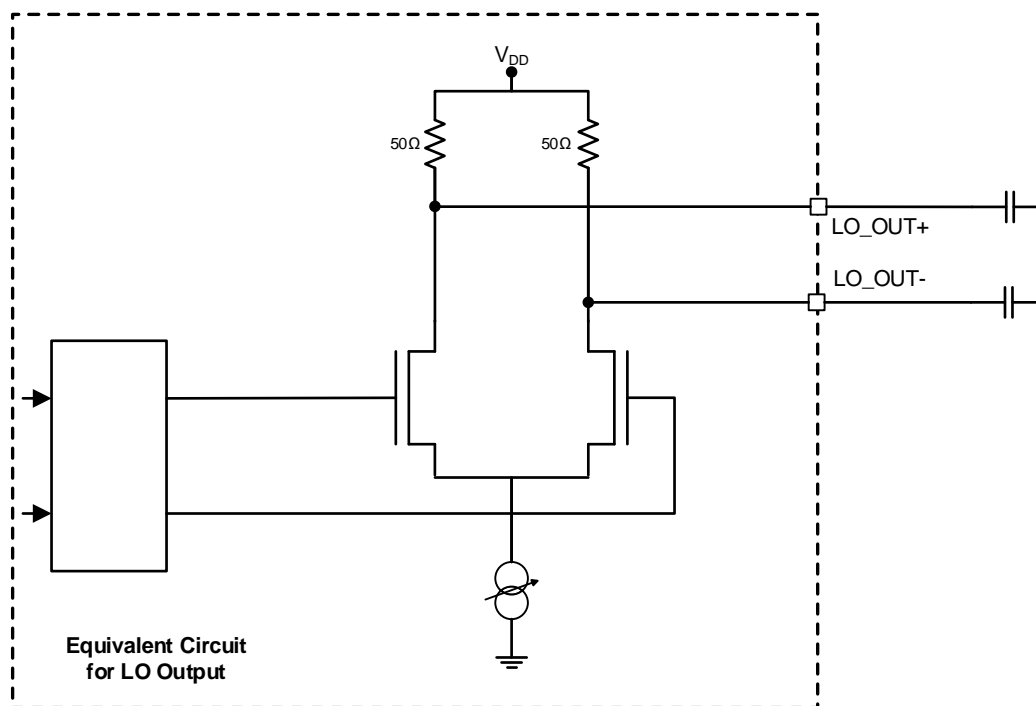 VDD
50Ω
50Ω
LO_OUT+
LO_OUT-
Equivalent Circuit
for LO Output